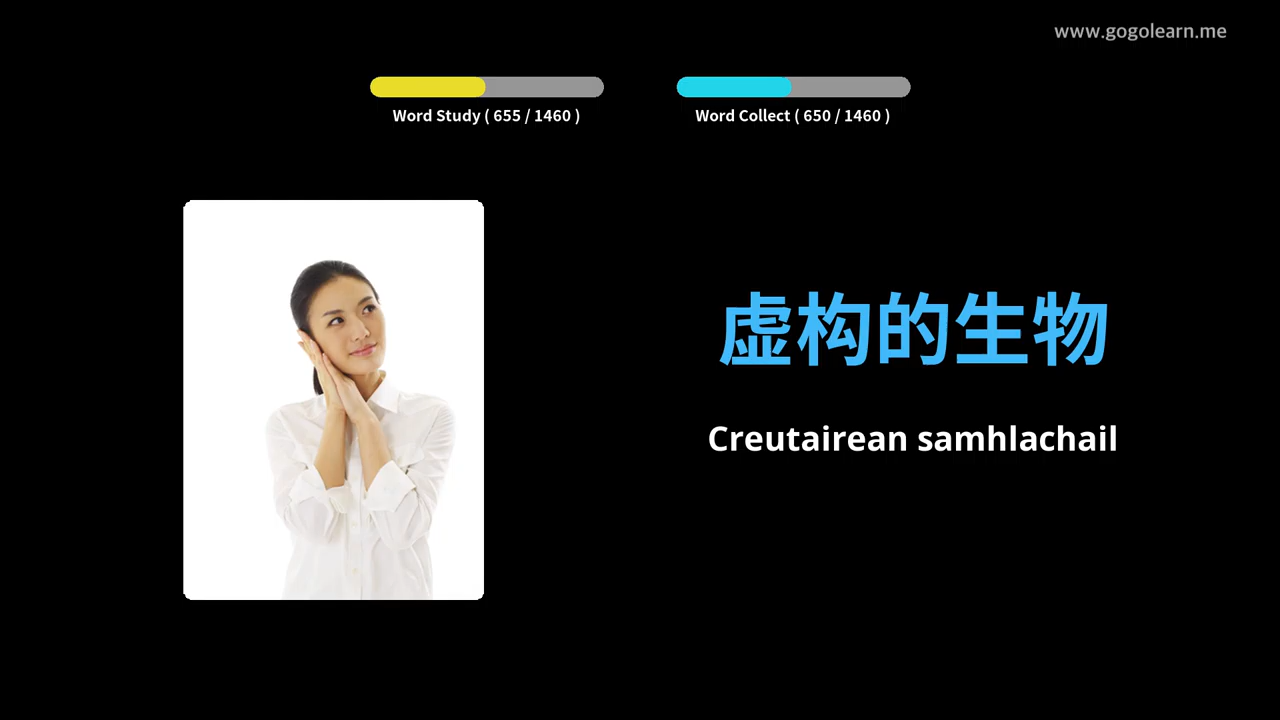 www.gogolearn.me
Word Study ( 655 / 1460 )
Word Collect ( 650 / 1460 )
虚构的生物
Creutairean samhlachail